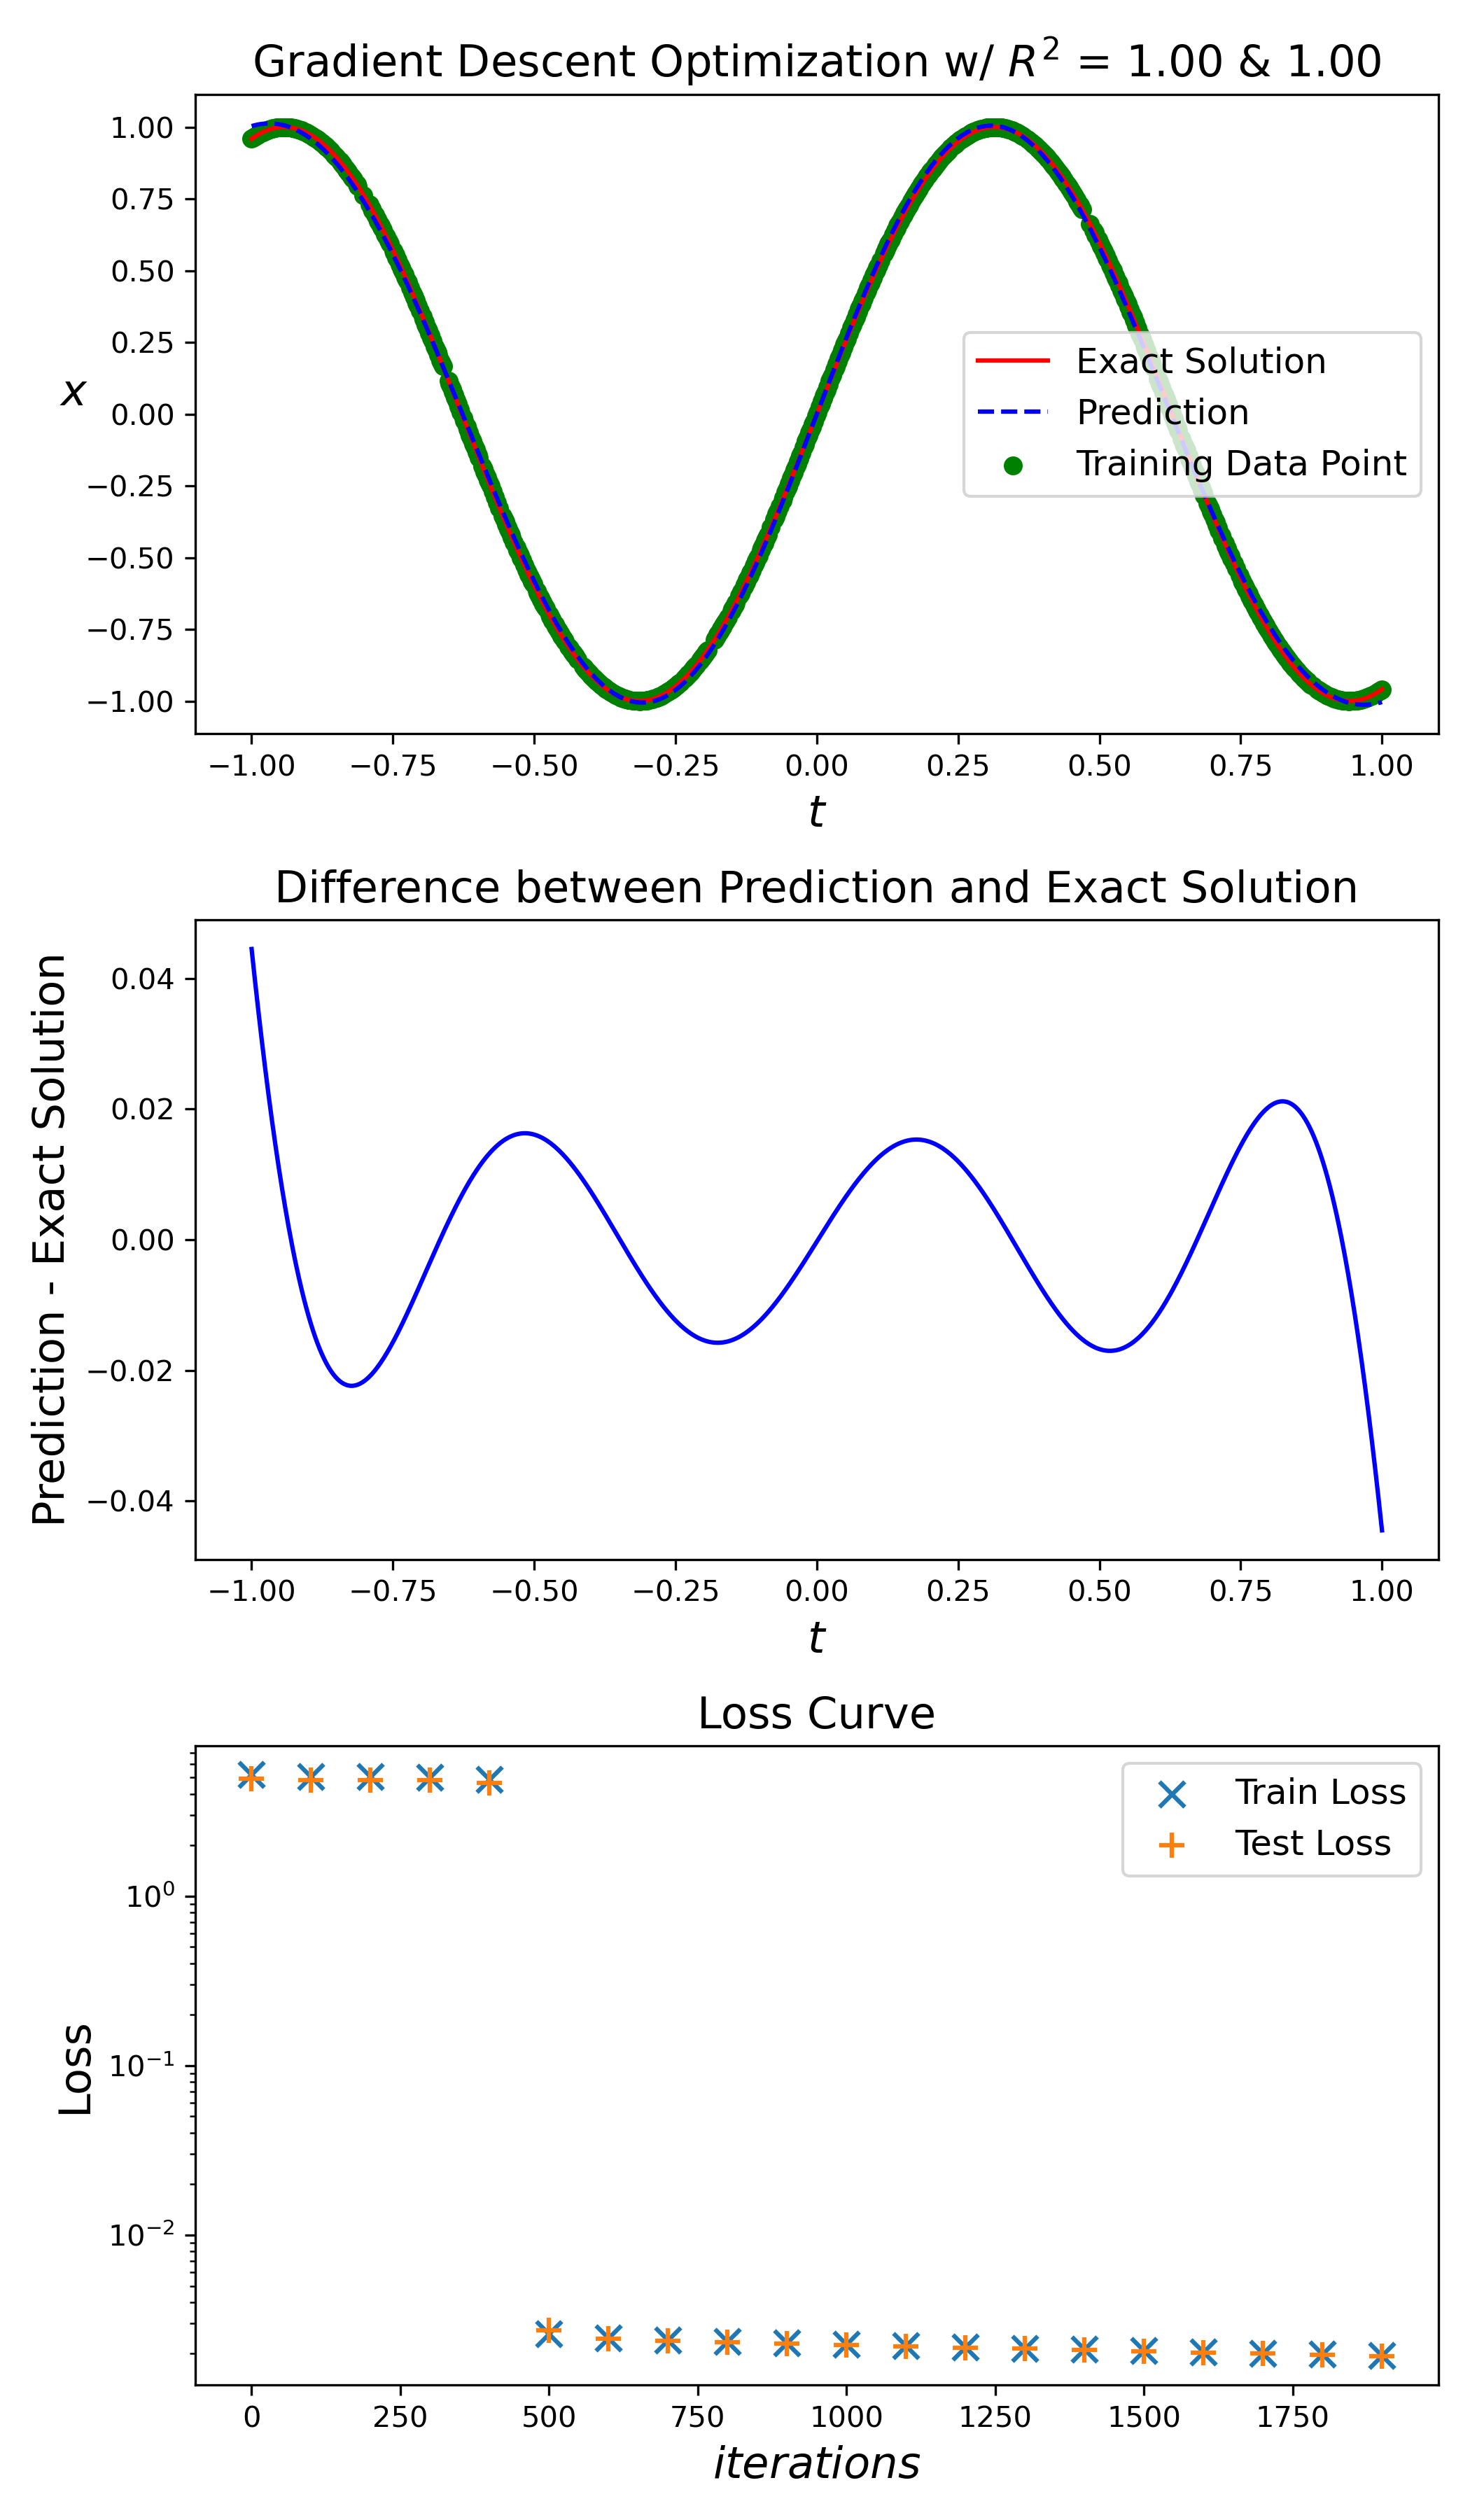 Gradient Descent Optimization w/ R² = 1.00 & 1.00
1.00
0.75
0.50
0.25
0.00
−0.25
−0.50
−0.75
−1.00
x
Exact Solution
Prediction
Training Data Point
−1.00 −0.75 −0.50 −0.25 0.00 0.25 0.50 0.75 1.00
t
Difference between Prediction and Exact Solution
Prediction - Exact Solution
0.04
0.02
0.00
−0.02
−0.04
−1.00 −0.75 −0.50 −0.25 0.00 0.25 0.50 0.75 1.00
t
Loss Curve
Train Loss
Test Loss
Loss
10⁰
10⁻¹
10⁻²
0 250 500 750 1000 1250 1500 1750
iterations